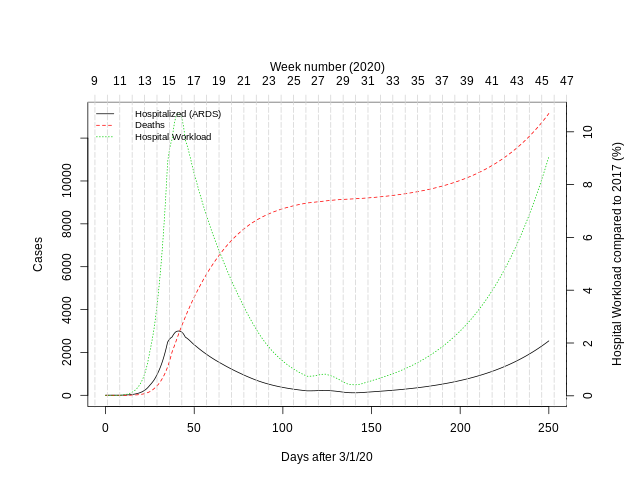 Week number (2020)
9 11 13 15 17 19 21 23 25 27 29 31 33 35 37 39 41 43 45 47
Hospitalized (ARDS)
Deaths
Hospital Workload
Cases
0 2000 4000 6000 8000 10000
Hospital Workload compared to 2017 (%)
0 2 4 6 8 10
0 50 100 150 200 250
Days after 3/1/20